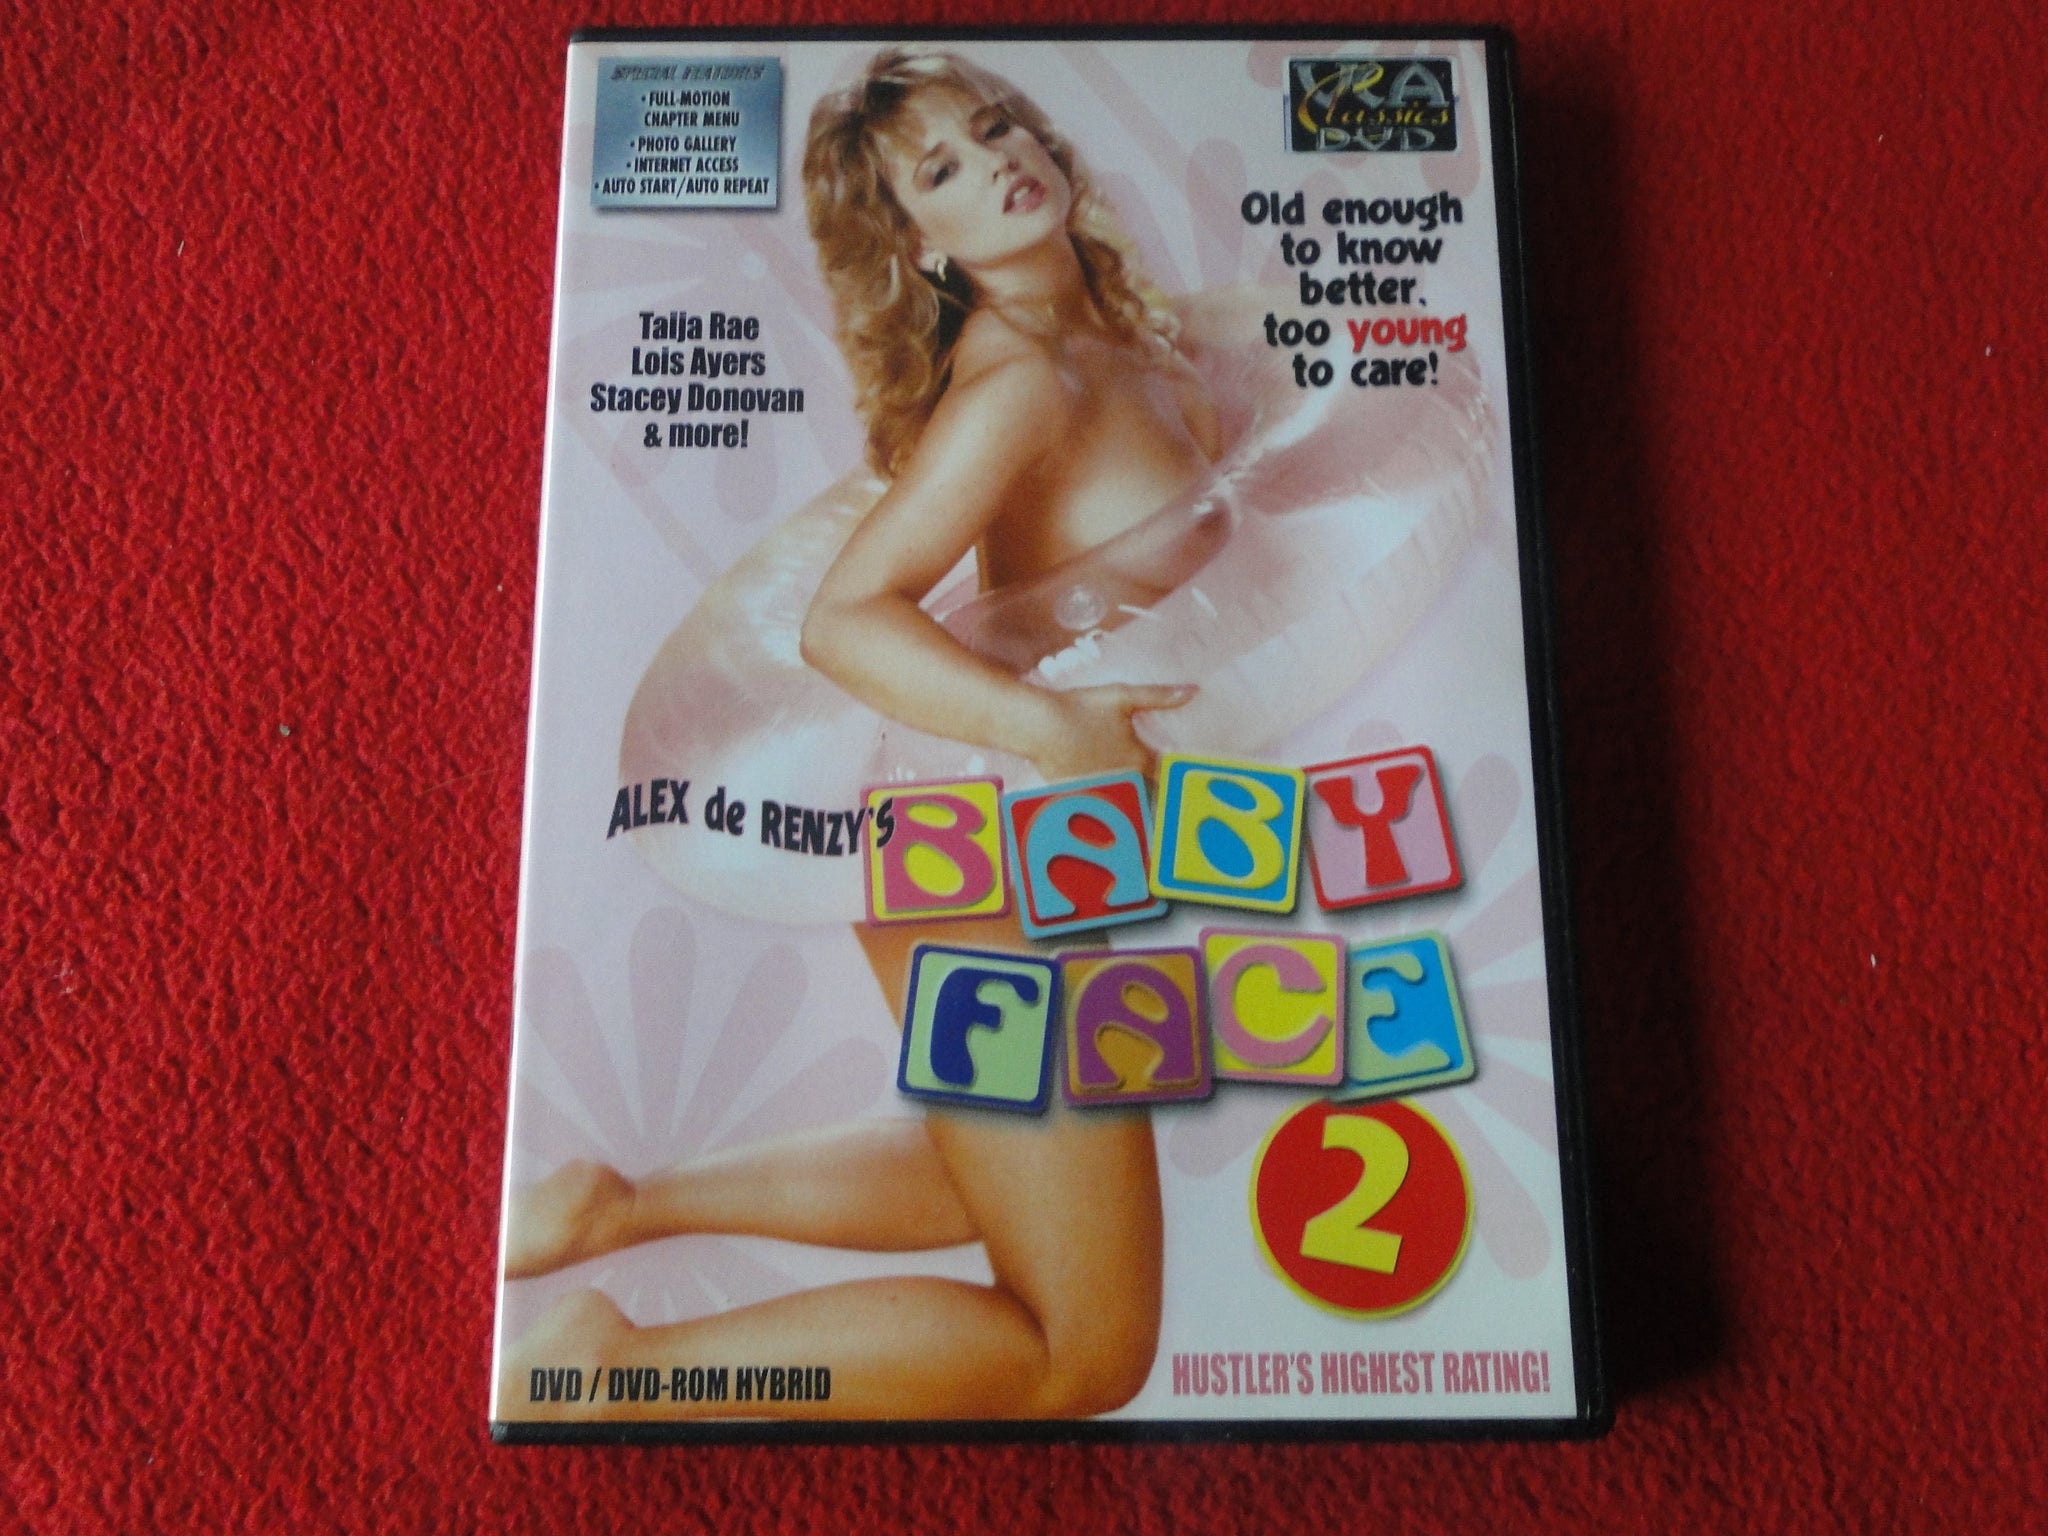 SPECIAL FEATURES
• FULL-MOTION
CHAPTER MENU
• PHOTO GALLERY
• INTERNET ACCESS
• AUTO START/AUTO REPEAT
VCA
Classics
DVD
Old enough
to know
better,
too young
to care!
Taija Rae
Lois Ayers
Stacey Donovan
& more!
ALEX de RENZY'S
BABY
FACE
2
DVD / DVD-ROM HYBRID
HUSTLER'S HIGHEST RATING!